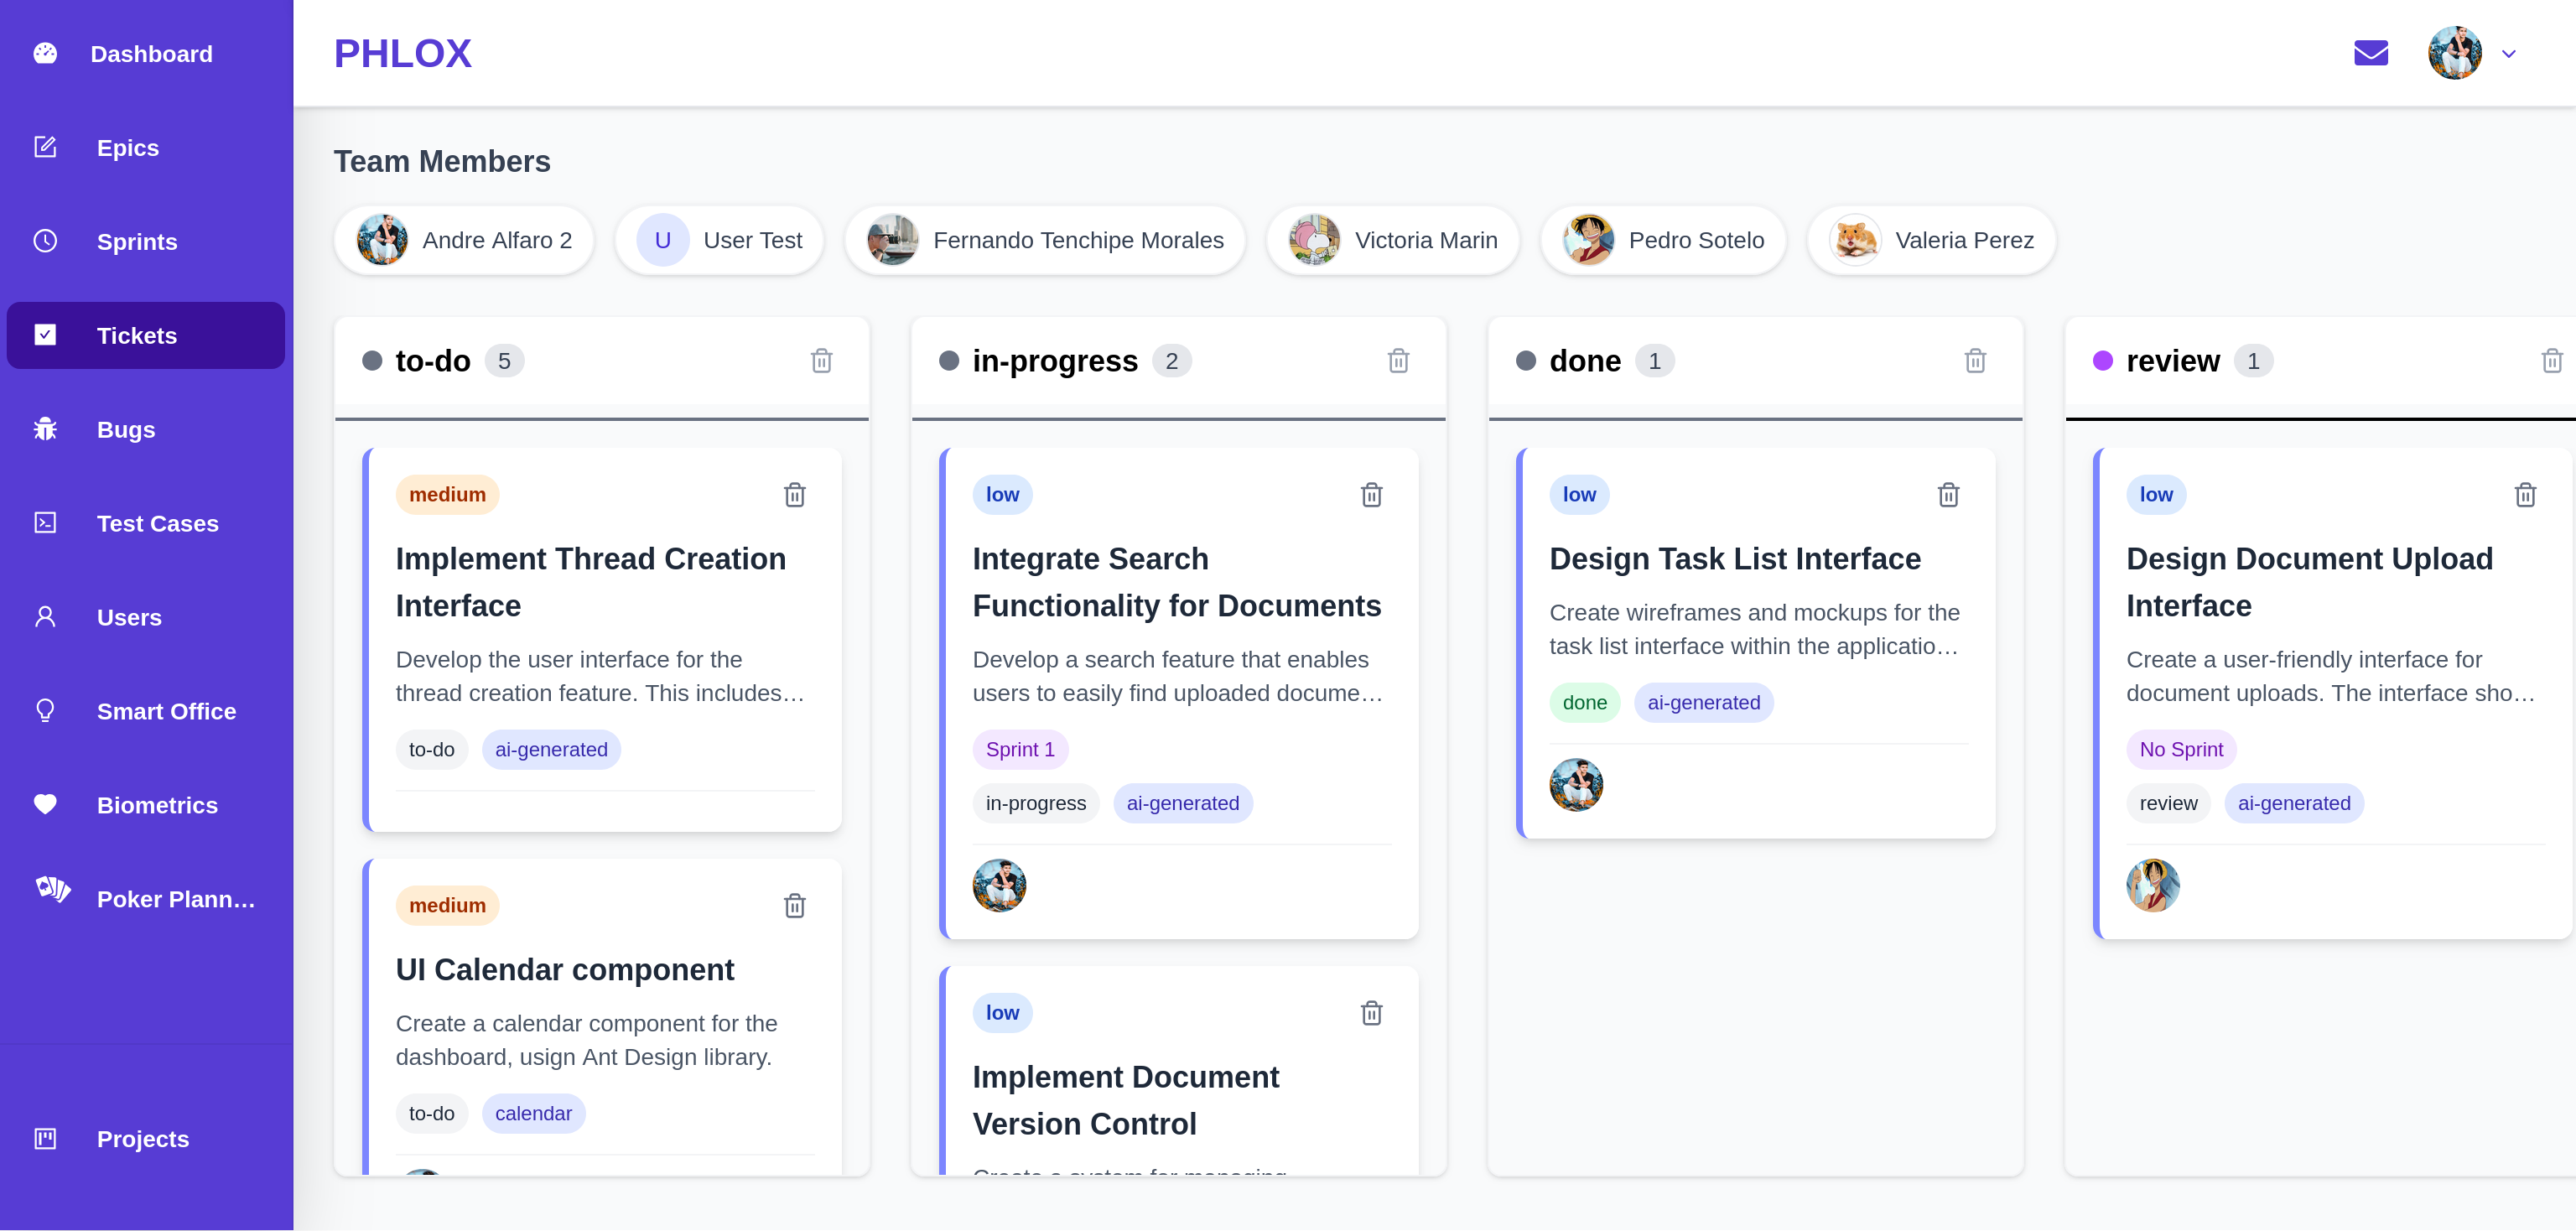 Dashboard
Epics
Sprints
Tickets
Bugs
Test Cases
Users
Smart Office
Biometrics
Poker Plann...
Projects
PHLOX
Team Members
Andre Alfaro 2
U
User Test
Fernando Tenchipe Morales
Victoria Marin
Pedro Sotelo
Valeria Perez
to-do 5
medium
Implement Thread Creation
Interface
Develop the user interface for the
thread creation feature. This includes...
to-do ai-generated
medium
UI Calendar component
Create a calendar component for the
dashboard, usign Ant Design library.
to-do calendar
in-progress 2
low
Integrate Search
Functionality for Documents
Develop a search feature that enables
users to easily find uploaded docume...
Sprint 1
in-progress ai-generated
low
Implement Document
Version Control
Create a system for managing
done 1
low
Design Task List Interface
Create wireframes and mockups for the
task list interface within the applicatio...
done ai-generated
review 1
low
Design Document Upload
Interface
Create a user-friendly interface for
document uploads. The interface sho...
No Sprint
review ai-generated